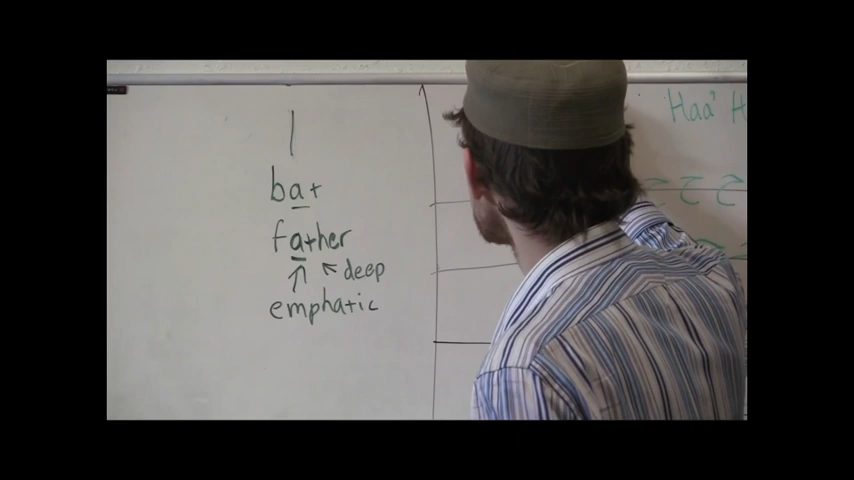 ا
bat
father
deep
emphatic
Haa' H
ح ح ح